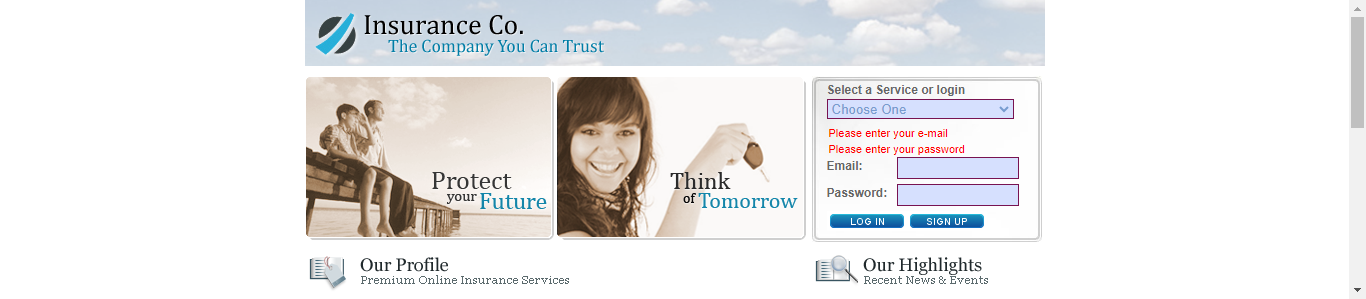 Insurance Co.
The Company You Can Trust
Protect
your Future
Think
of Tomorrow
Select a Service or login
Choose One
Please enter your e-mail
Please enter your password
Email:
Password:
LOG IN SIGN UP
Our Profile
Premium Online Insurance Services
Our Highlights
Recent News & Events